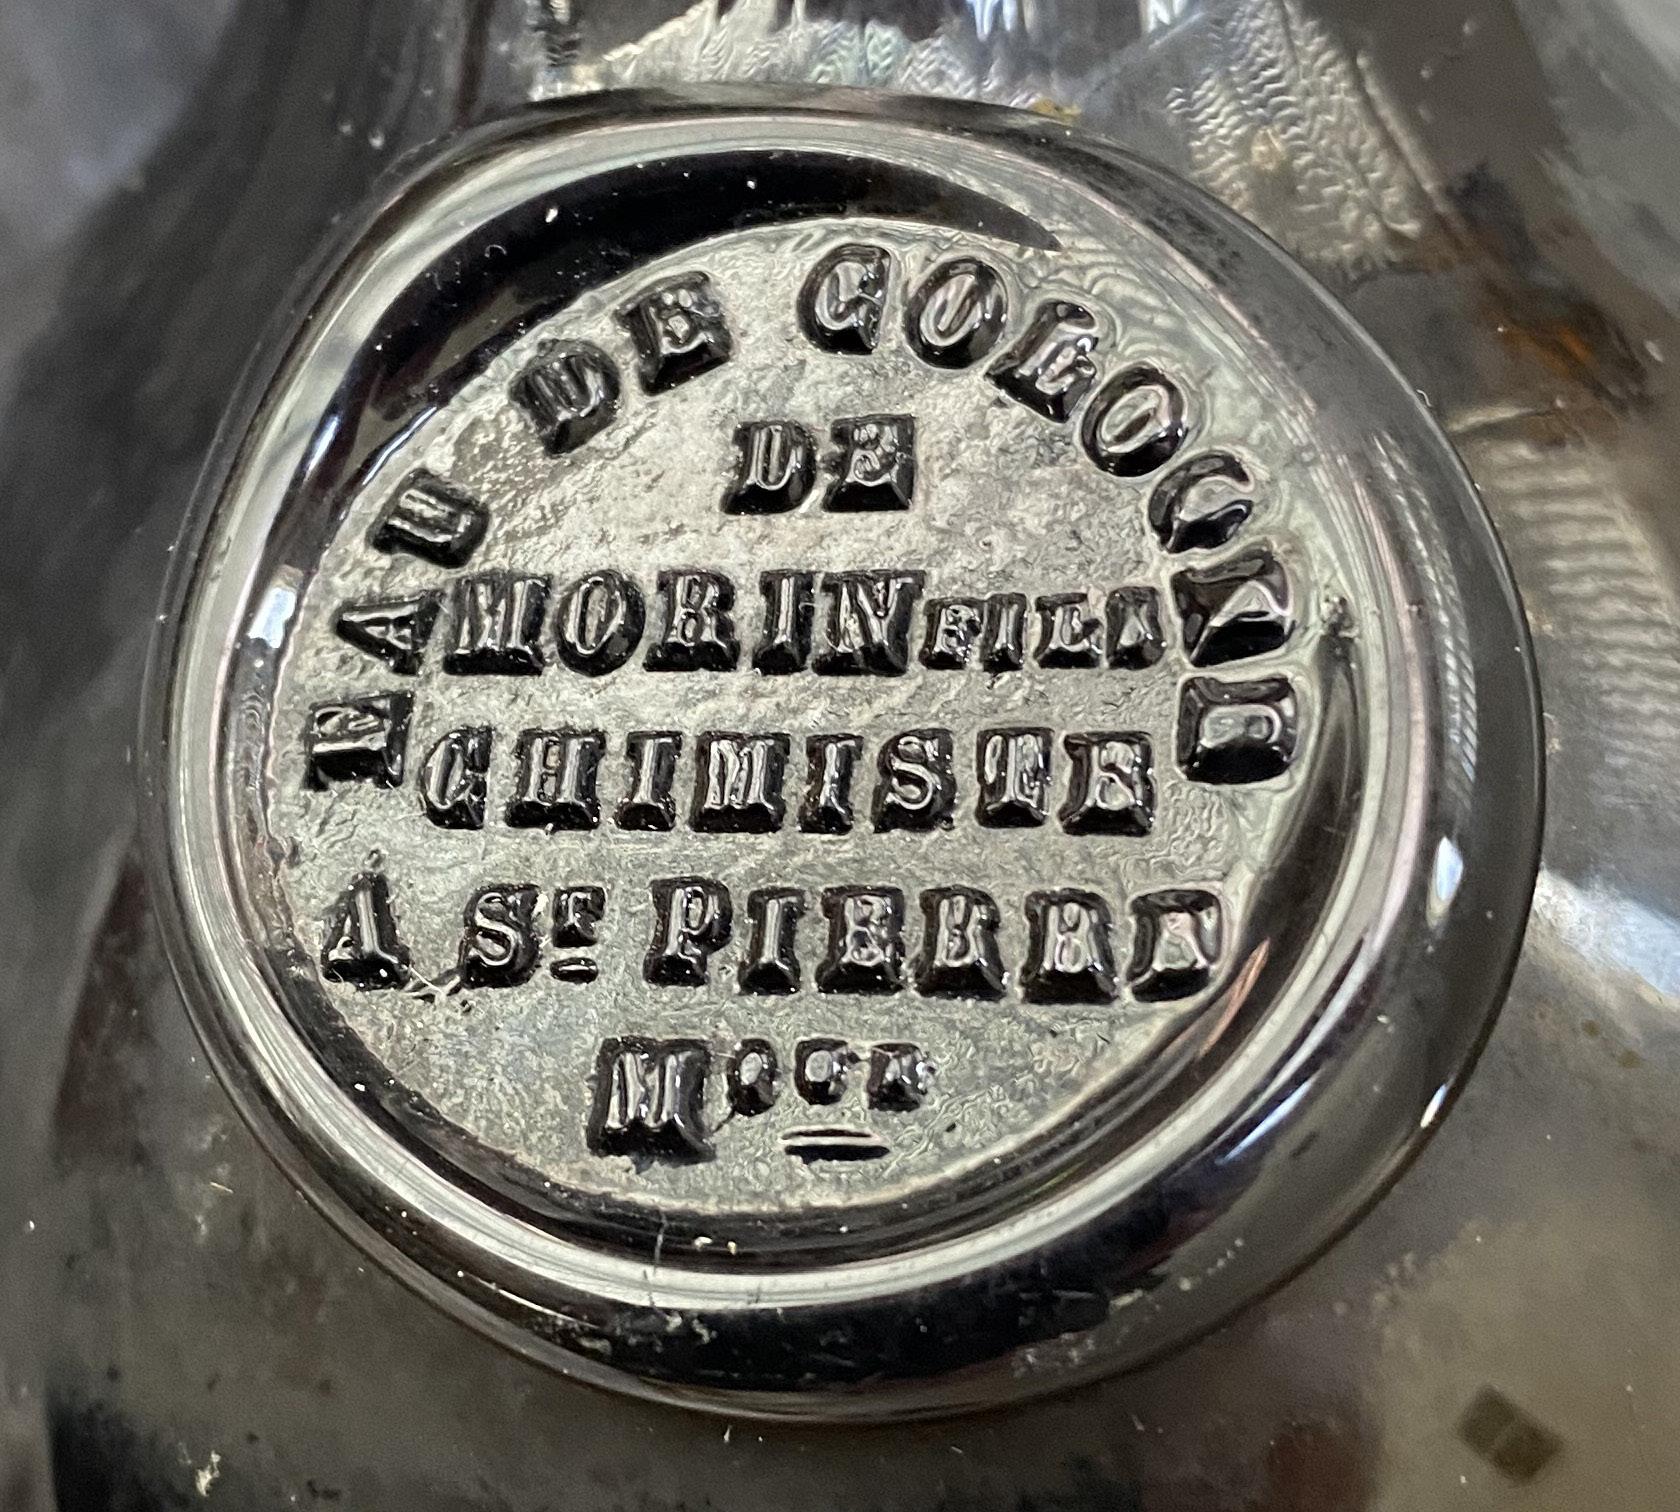 EAU DE COLOGNE
DE
MORIN FILS
CHIMISTE
A ST PIERRE
MQUE